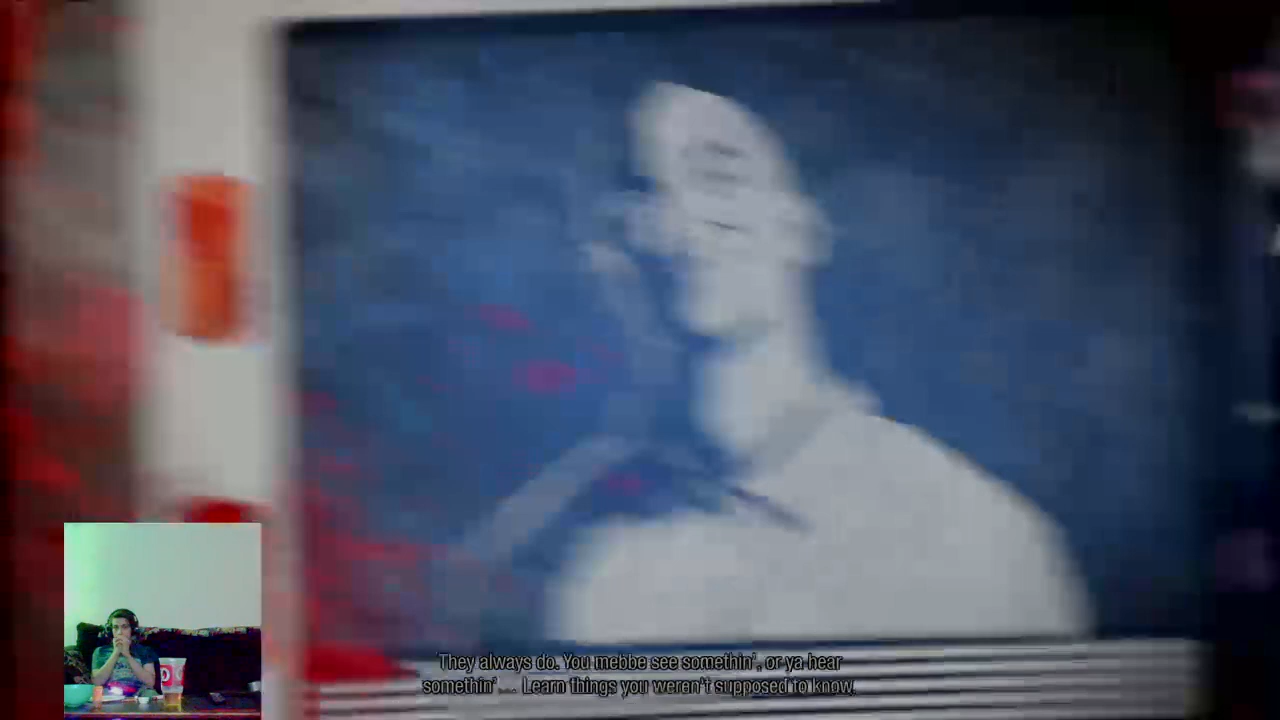 'They always do. You mebbe see somethin', or ya hear
somethin' ... Learn things you weren't supposed to know.